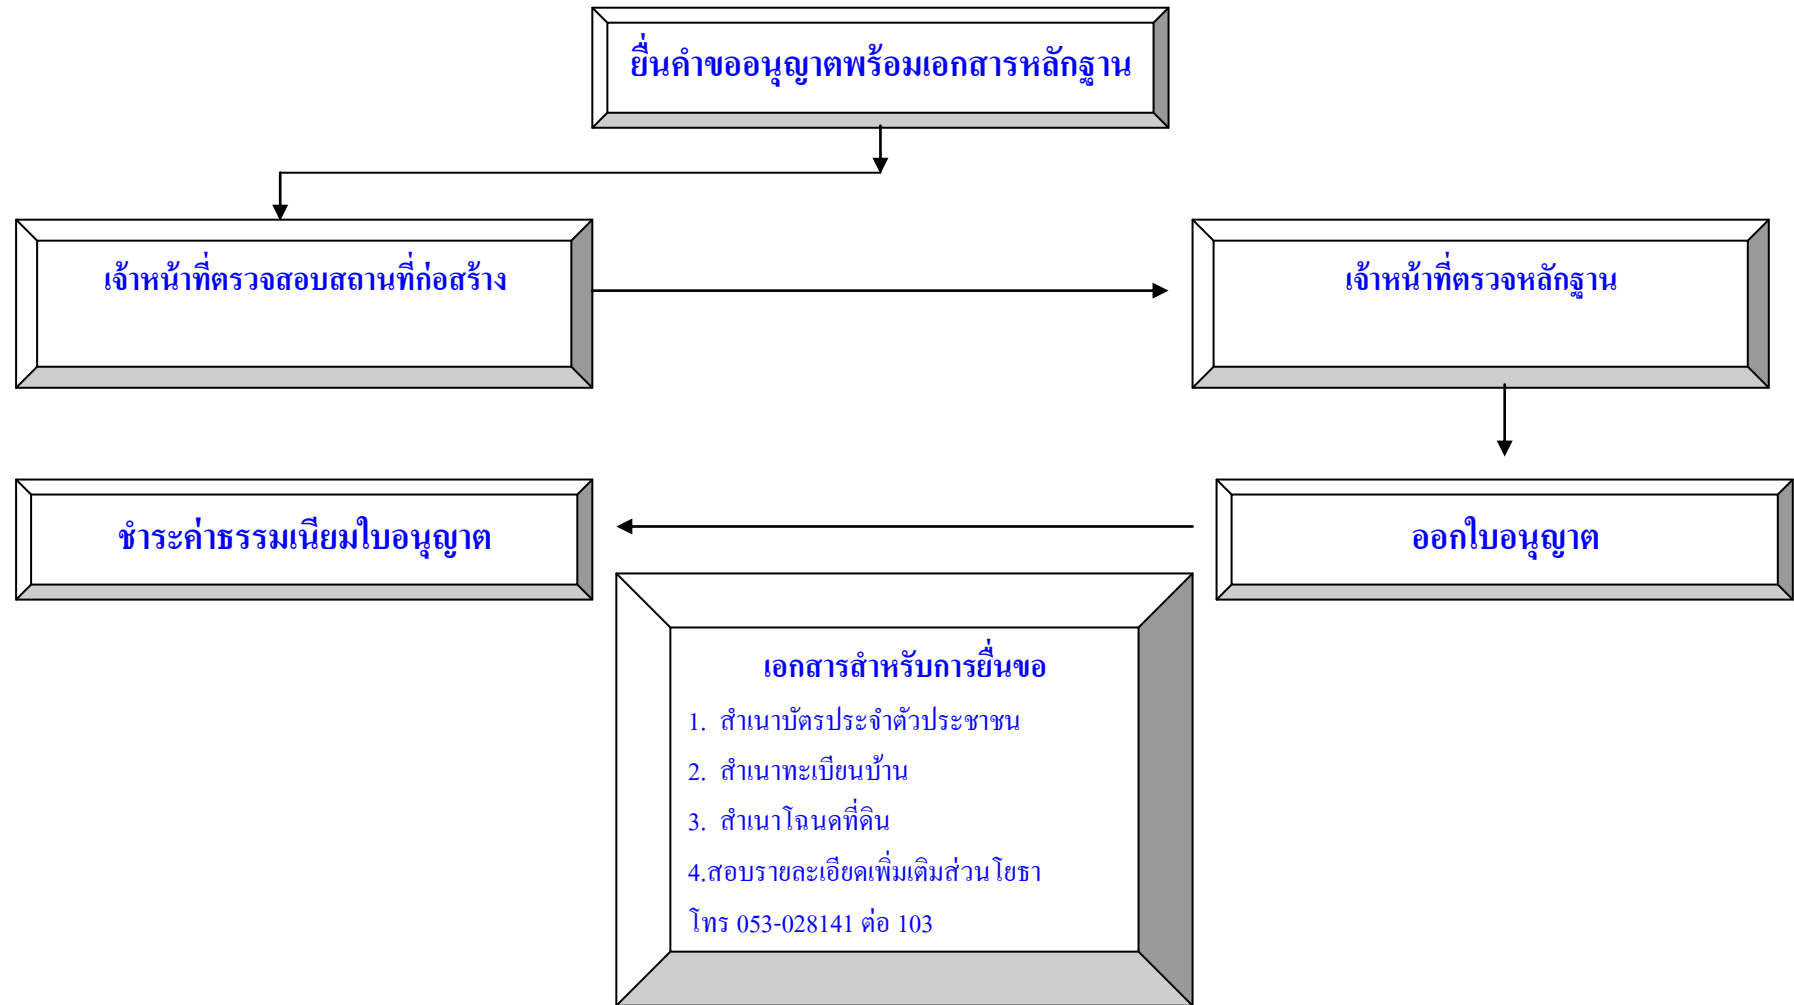 ยื่นคำขออนุญาตพร้อมเอกสารหลักฐาน
เจ้าหน้าที่ตรวจสอบสถานที่ก่อสร้าง
เจ้าหน้าที่ตรวจหลักฐาน
ชำระค่าธรรมเนียมใบอนุญาต
ออกใบอนุญาต
เอกสารสำหรับการยื่นขอ
1. สำเนาบัตรประจำตัวประชาชน
2. สำเนาทะเบียนบ้าน
3. สำเนาโฉนดที่ดิน
4.สอบรายละเอียดเพิ่มเติมส่วนโยธา
โทร 053-028141 ต่อ 103